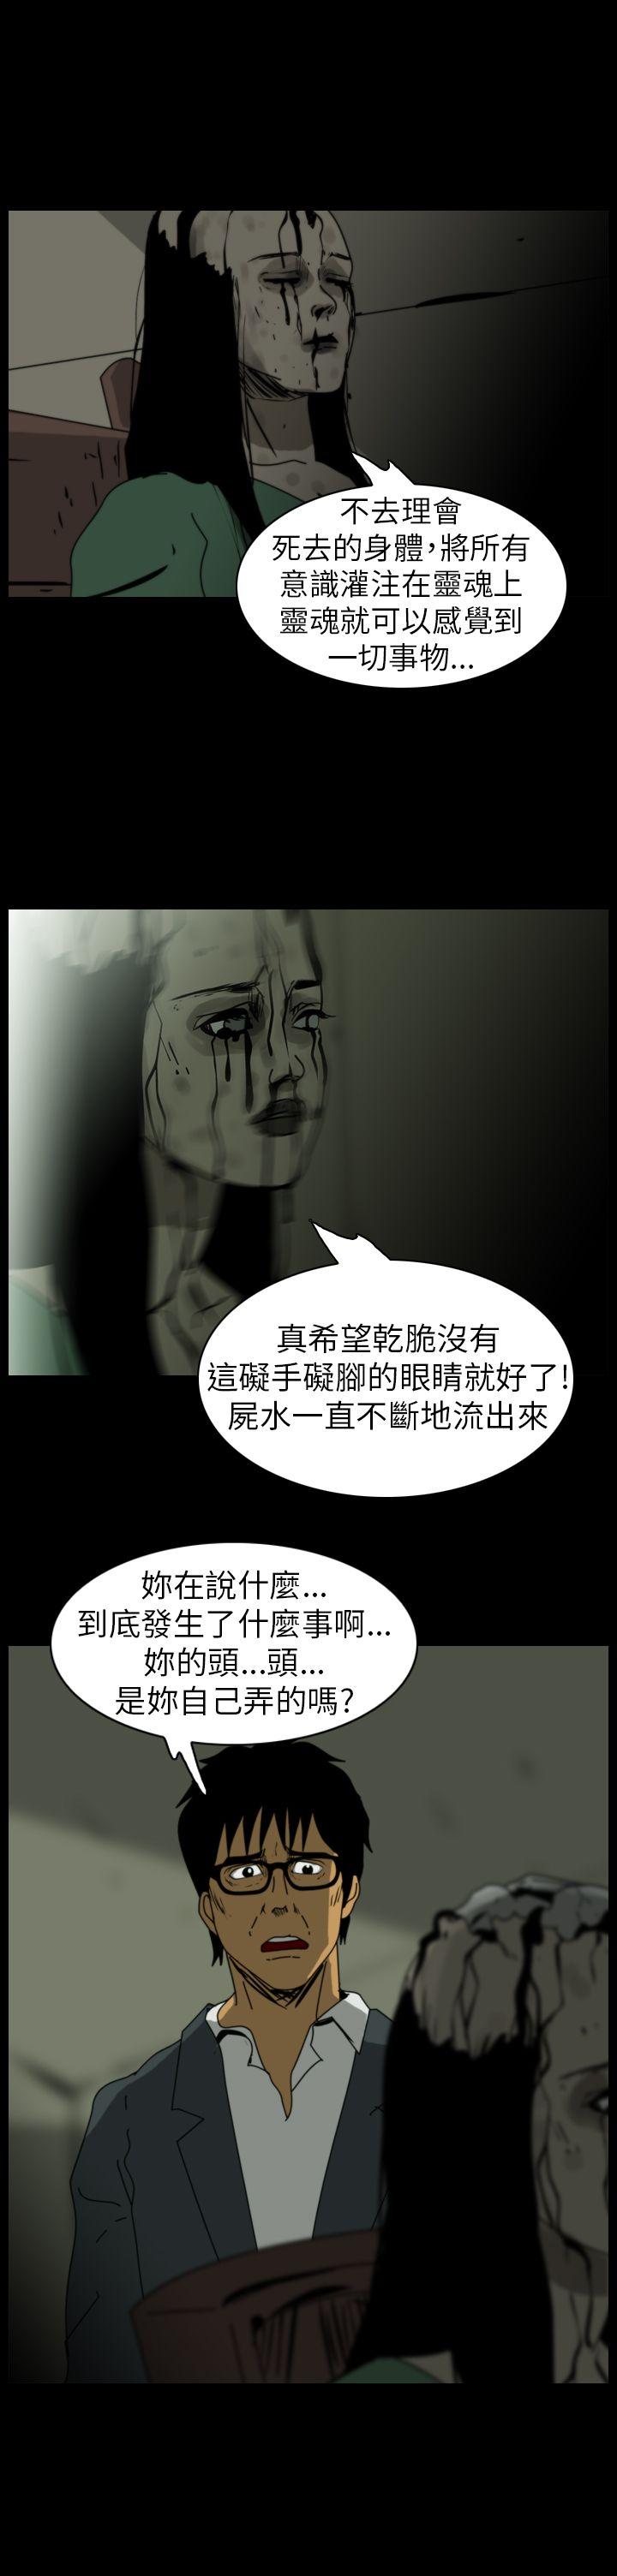 不去理會
死去的身體，將所有
意識灌注在靈魂上
靈魂就可以感覺到
一切事物...
真希望乾脆沒有
這礙手礙腳的眼睛就好了!
屍水一直不斷地流出來
妳在說什麼...
到底發生了什麼事啊...
妳的頭...頭...
是妳自己弄的嗎?